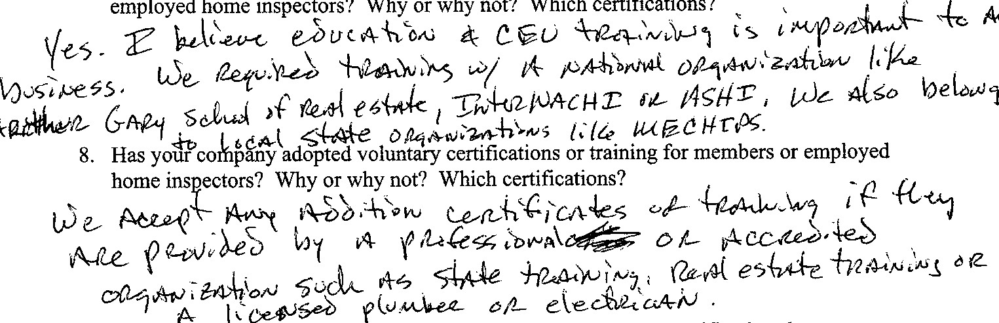 employed home inspectors? Why or why not? Which certifications?
Yes. I believe education & CEU training is important to A
business. We Required training w/ A national organization like
either Gary School of Real estate, InterNACHI or ASHI, We Also belong
to local state organizations like
8. Has your company adopted voluntary certifications or training for members or employed
home inspectors? Why or why not? Which certifications?
We Accept Any Addition certificates of training if they
Are provided by A professional or Accredited
organization such as state training, Real estate training or
A licensed plumber or electrician.